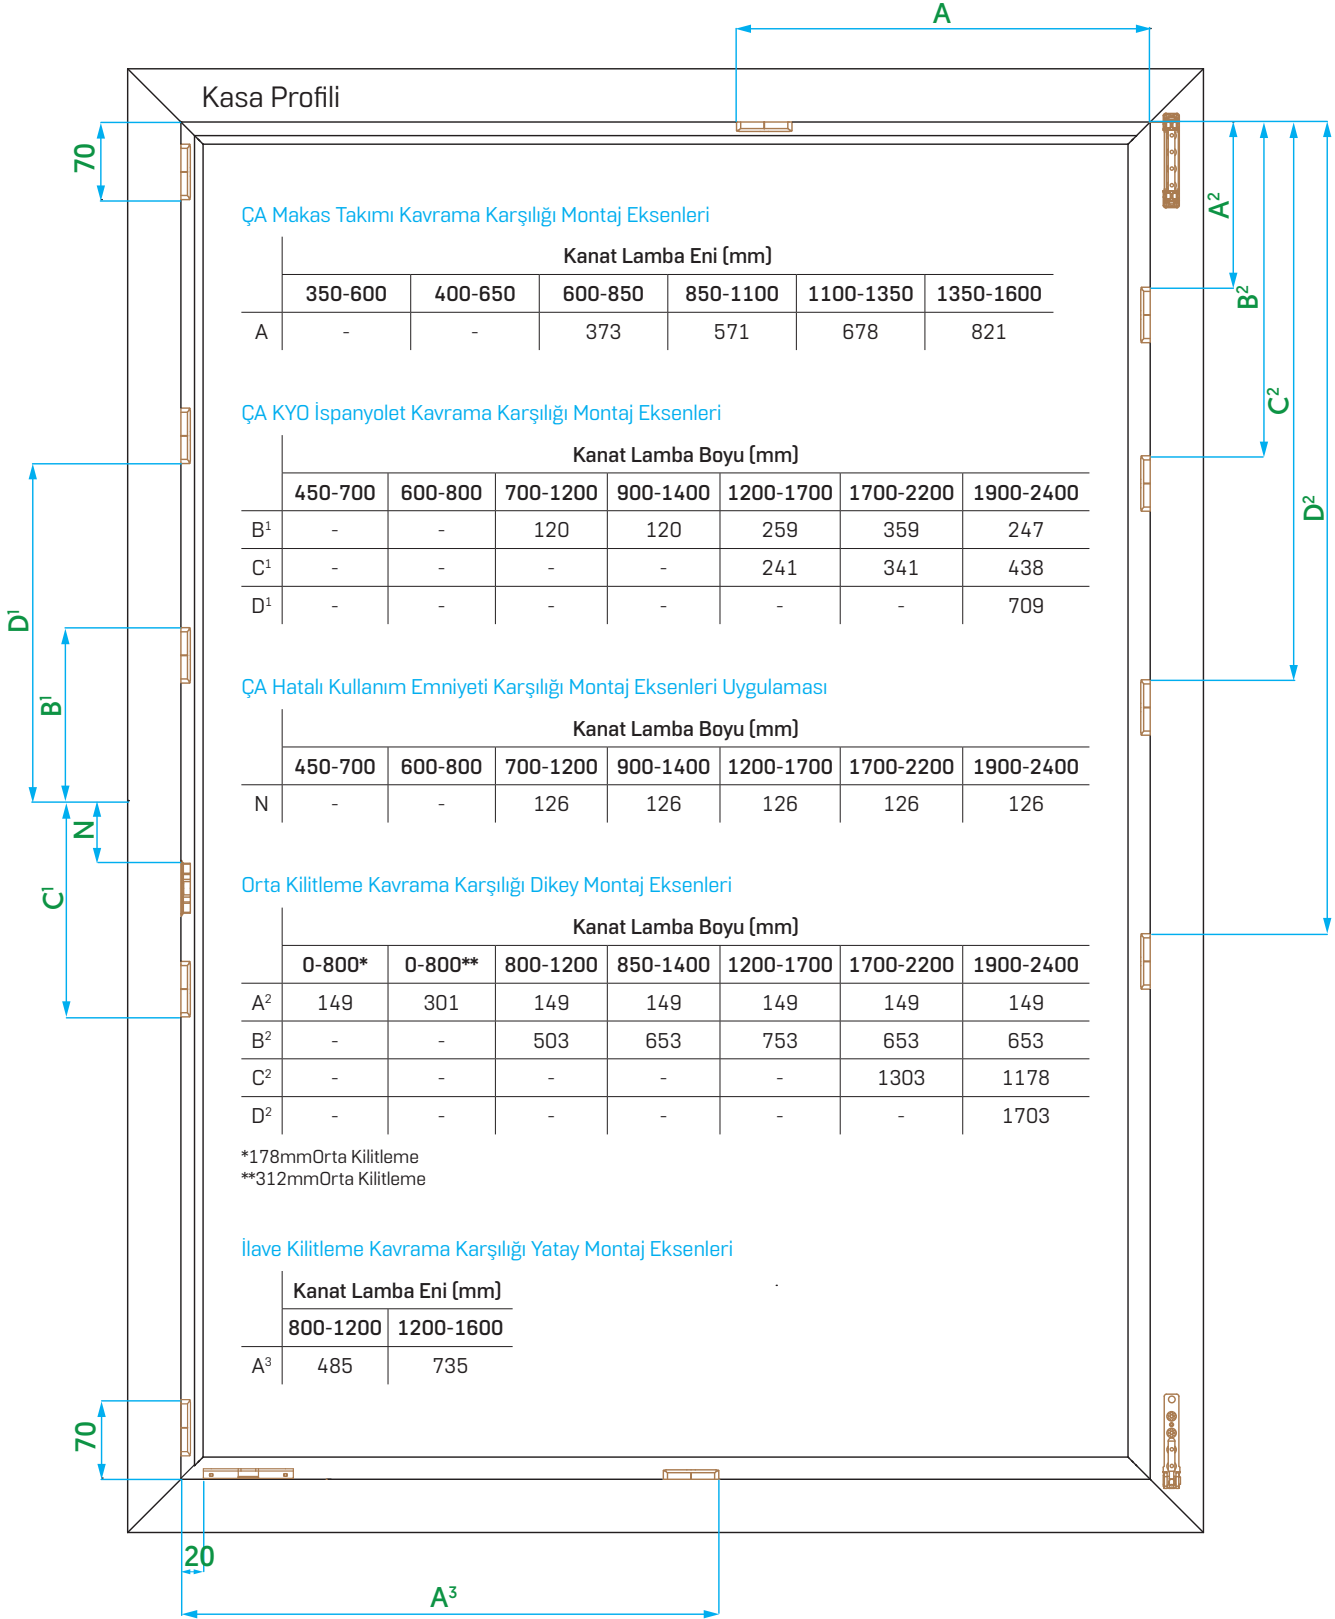 A
Kasa Profili
70
A²
B²
C²
D²
ÇA Makas Takımı Kavrama Karşılığı Montaj Eksenleri
Kanat Lamba Eni (mm)
350-600 400-650 600-850 850-1100 1100-1350 1350-1600
A - - 373 571 678 821
ÇA KYO İspanyolet Kavrama Karşılığı Montaj Eksenleri
Kanat Lamba Boyu (mm)
450-700 600-800 700-1200 900-1400 1200-1700 1700-2200 1900-2400
B¹ - - 120 120 259 359 247
C¹ - - - - 241 341 438
D¹ - - - - - - 709
D¹
B¹
N
C¹
ÇA Hatalı Kullanım Emniyeti Karşılığı Montaj Eksenleri Uygulaması
Kanat Lamba Boyu (mm)
450-700 600-800 700-1200 900-1400 1200-1700 1700-2200 1900-2400
N - - 126 126 126 126 126
Orta Kilitleme Kavrama Karşılığı Dikey Montaj Eksenleri
Kanat Lamba Boyu (mm)
0-800* 0-800** 800-1200 850-1400 1200-1700 1700-2200 1900-2400
A² 149 301 149 149 149 149 149
B² - - 503 653 753 653 653
C² - - - - - 1303 1178
D² - - - - - - 1703
*178mmOrta Kilitleme
**312mmOrta Kilitleme
İlave Kilitleme Kavrama Karşılığı Yatay Montaj Eksenleri
Kanat Lamba Eni (mm)
800-1200 1200-1600
A³ 485 735
70
20
A³